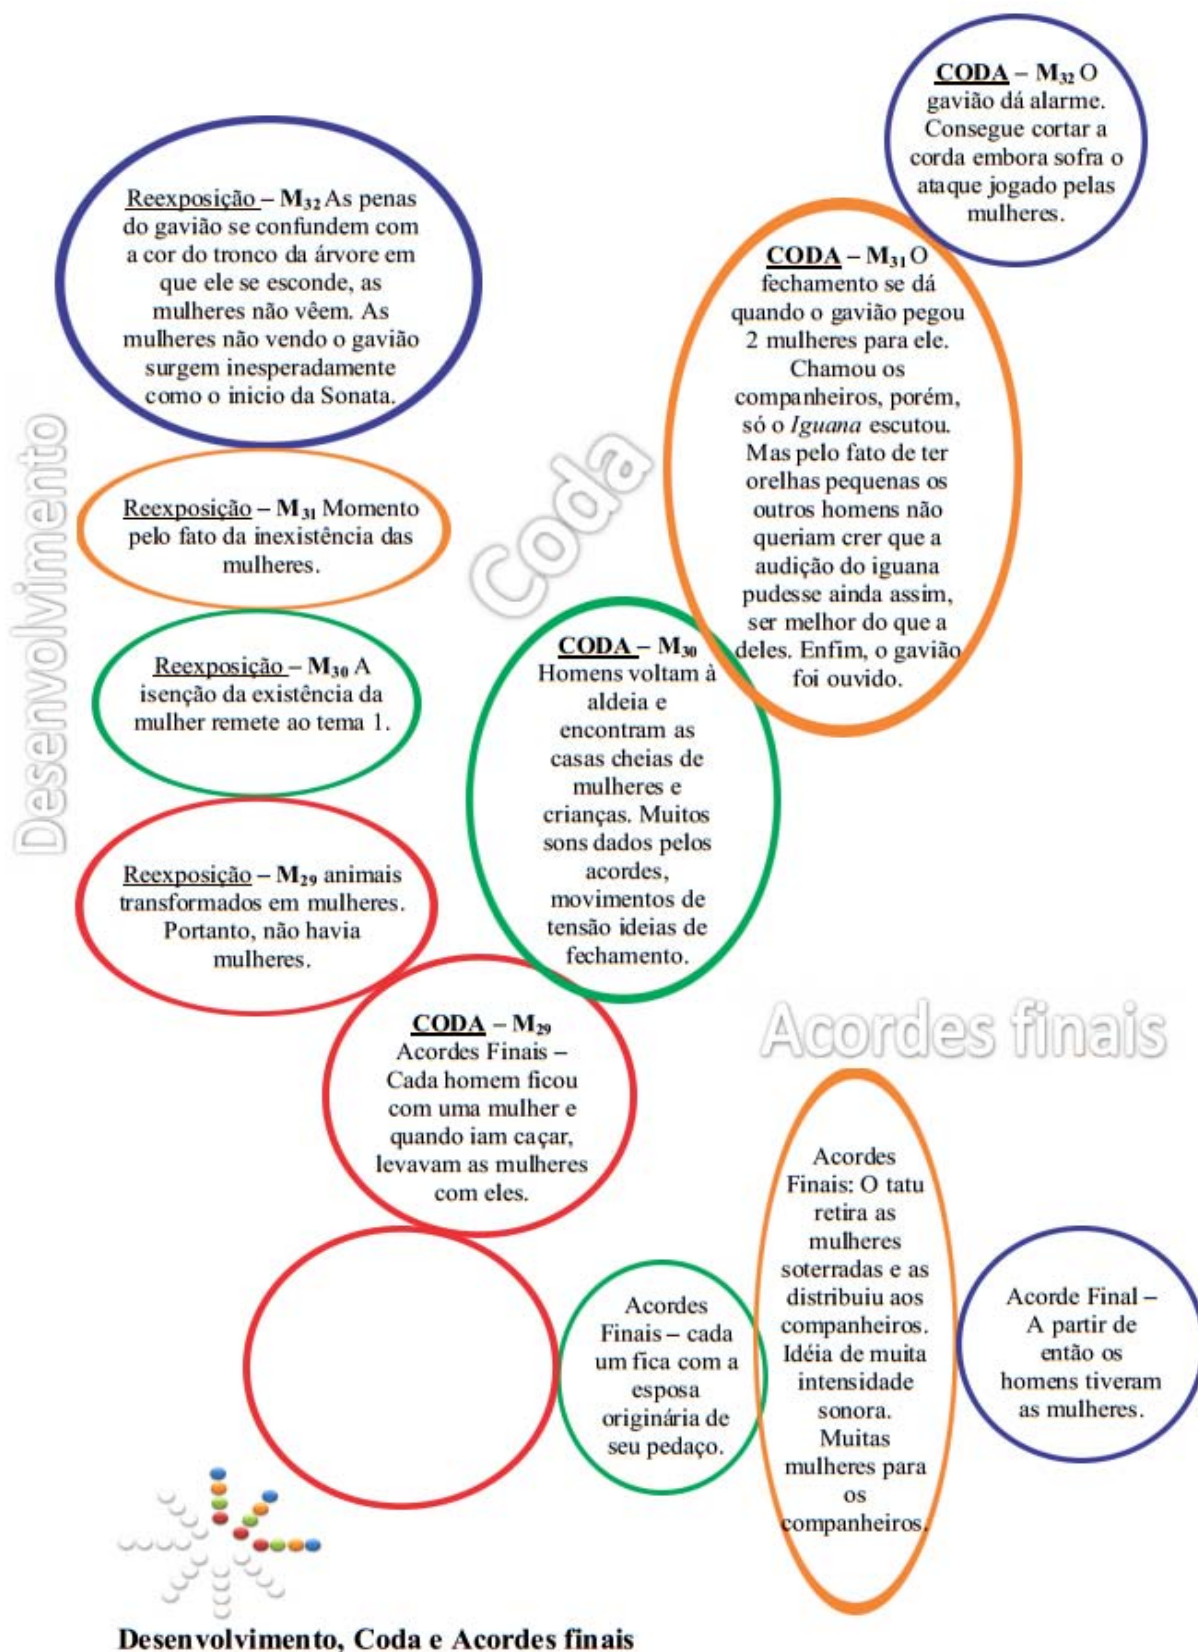 CODA – M32 O
gavião dá alarme.
Consegue cortar a
corda embora sofra o
ataque jogado pelas
mulheres.
Reexposição – M32 As penas
do gavião se confundem com
a cor do tronco da árvore em
que ele se esconde, as
mulheres não vêem. As
mulheres não vendo o gavião
surgem inesperadamente
como o inicio da Sonata.
CODA – M31 O
fechamento se dá
quando o gavião pegou
2 mulheres para ele.
Chamou os
companheiros, porém,
só o Iguana escutou.
Mas pelo fato de ter
orelhas pequenas os
outros homens não
queriam crer que a
audição do iguana
pudesse ainda assim,
ser melhor do que a
deles. Enfim, o gavião
foi ouvido.
Desenvolvimento
Coda
Reexposição – M31 Momento
pelo fato da inexistência das
mulheres.
Reexposição – M30 A
isenção da existência da
mulher remete ao tema 1.
CODA – M30
Homens voltam à
aldeia e
encontram as
casas cheias de
mulheres e
crianças. Muitos
sons dados pelos
acordes,
movimentos de
tensão ideias de
fechamento.
Reexposição – M29 animais
transformados em mulheres.
Portanto, não havia
mulheres.
CODA – M29
Acordes Finais –
Cada homem ficou
com uma mulher e
quando iam caçar,
levavam as mulheres
com eles.
Acordes finais
Acordes
Finais – cada
um fica com a
esposa
originária de
seu pedaço.
Acordes
Finais: O tatu
retira as
mulheres
soterradas e as
distribuiu aos
companheiros.
Idéia de muita
intensidade
sonora.
Muitas
mulheres para
os
companheiros.
Acorde Final –
A partir de
então os
homens tiveram
as mulheres.
Desenvolvimento, Coda e Acordes finais